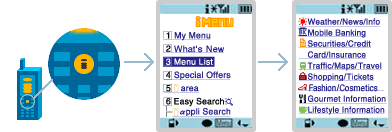 iMenu
1 My Menu
2 What's New
3 Menu List
4 Special Offers
5 area
6 Easy Search
Appli Search
Menu
Weather/News/Info
Mobile Banking
Securities/Credit
Card/Insurance
Traffic/Maps/Travel
Shopping/Tickets
Fashion/Cosmetics
Gourmet Information
Lifestyle Information
Menu